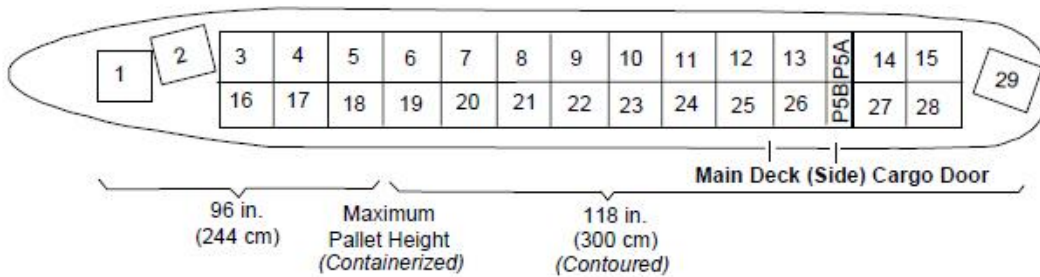 1 2 3 4 5 6 7 8 9 10 11 12 13 P5A 14 15
16 17 18 19 20 21 22 23 24 25 26 P5B 27 28 29
Main Deck (Side) Cargo Door
96 in.
(244 cm)
Maximum
Pallet Height
(Containerized)
118 in.
(300 cm)
(Contoured)